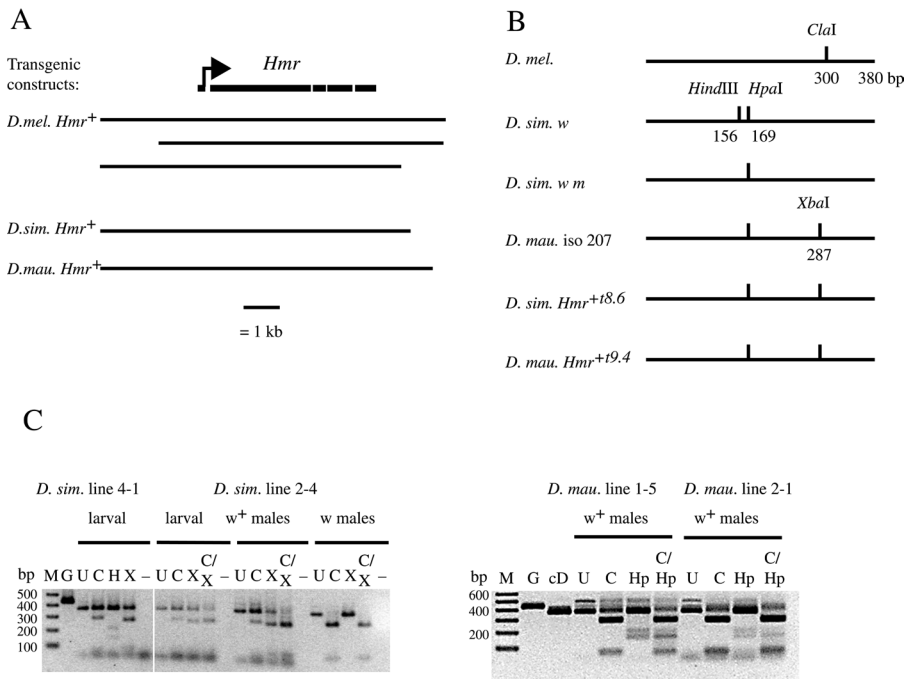 A
Transgenic constructs:
Hmr
D.mel. Hmr+
D.sim. Hmr+
D.mau. Hmr+
= 1 kb
B
ClaI
D. mel.
300 380 bp
HindIII HpaI
D. sim. w
156 169
D. sim. w m
XbaI
D. mau. iso 207
287
D. sim. Hmr+t8.6
D. mau. Hmr+t9.4
C
D. sim. line 4-1 D. sim. line 2-4
larval larval w+ males w males
bp M G U C H X – U C X C/X – U C X C/X U C X C/X –
500
400
300
200
100
D. mau. line 1-5 D. mau. line 2-1
w+ males w+ males
bp M G cD U C Hp C/Hp U C Hp C/Hp
600
400
200